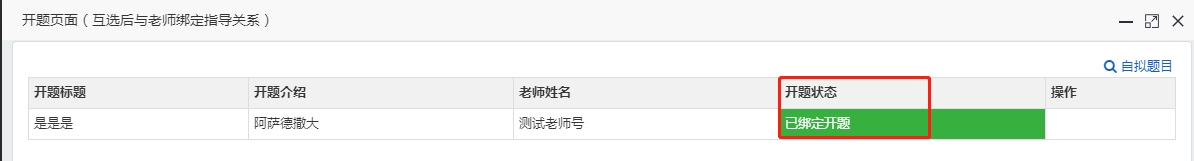 开题页面（互选后与老师绑定指导关系）
自拟题目
开题标题 开题介绍 老师姓名 开题状态 操作
是是是 阿萨德撒大 测试老师号 已绑定开题